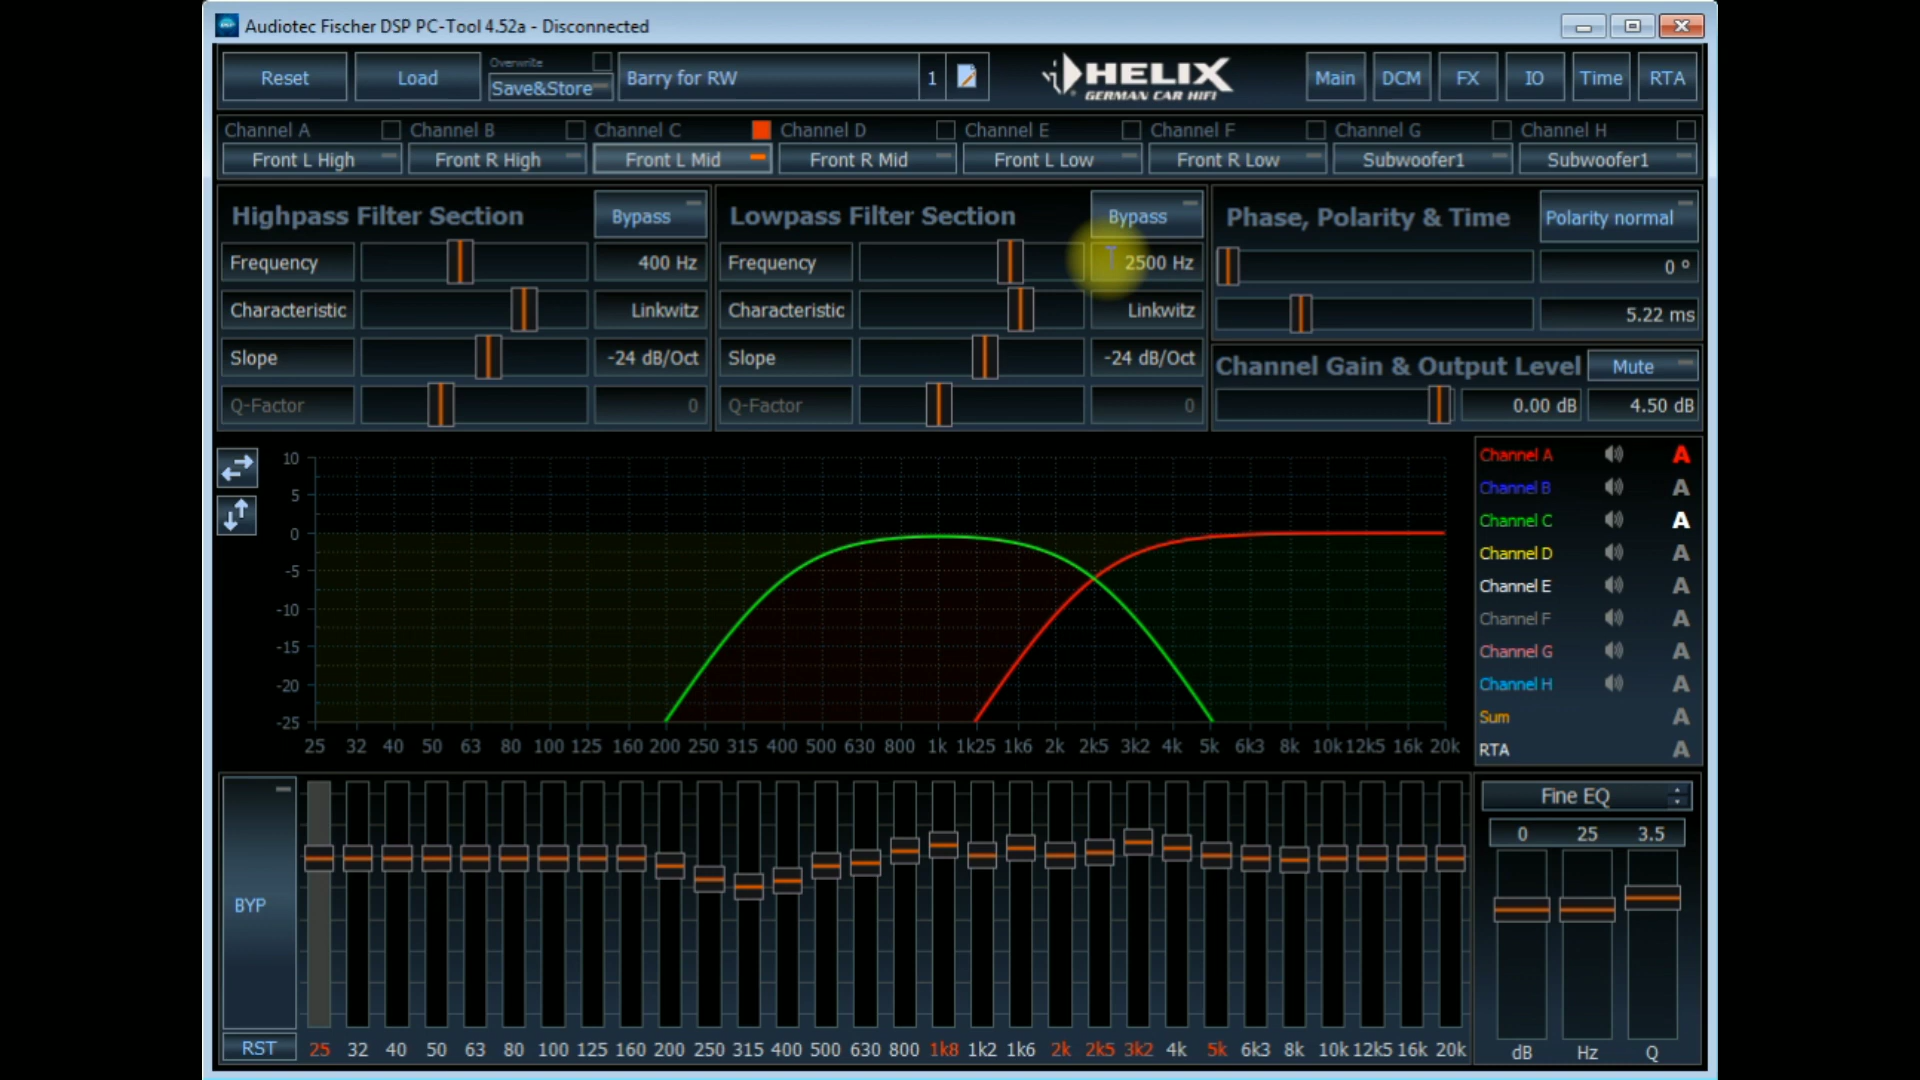 Audiotec Fischer DSP PC-Tool 4.52a - Disconnected
Reset Load Overwrite Save&Store Barry for RW 1 HELIX GERMAN CAR HIFI Main DCM FX IO Time RTA
Channel A Channel B Channel C Channel D Channel E Channel F Channel G Channel H
Front L High Front R High Front L Mid Front R Mid Front L Low Front R Low Subwoofer1 Subwoofer1
Highpass Filter Section Bypass Lowpass Filter Section Bypass Phase, Polarity & Time Polarity normal
Frequency 400 Hz Frequency 2500 Hz 0 °
Characteristic Linkwitz Characteristic Linkwitz 5.22 ms
Slope -24 dB/Oct Slope -24 dB/Oct Channel Gain & Output Level Mute
Q-Factor 0 Q-Factor 0 0.00 dB 4.50 dB
10
5
0
-5
-10
-15
-20
-25
25 32 40 50 63 80 100 125 160 200 250 315 400 500 630 800 1k 1k25 1k6 2k 2k5 3k2 4k 5k 6k3 8k 10k 12k5 16k 20k
Channel A A
Channel B A
Channel C A
Channel D A
Channel E A
Channel F A
Channel G A
Channel H A
Sum A
RTA A
BYP
RST 25 32 40 50 63 80 100 125 160 200 250 315 400 500 630 800 1k8 1k2 1k6 2k 2k5 3k2 4k 5k 6k3 8k 10k 12k5 16k 20k
Fine EQ
0 25 3.5
dB Hz Q